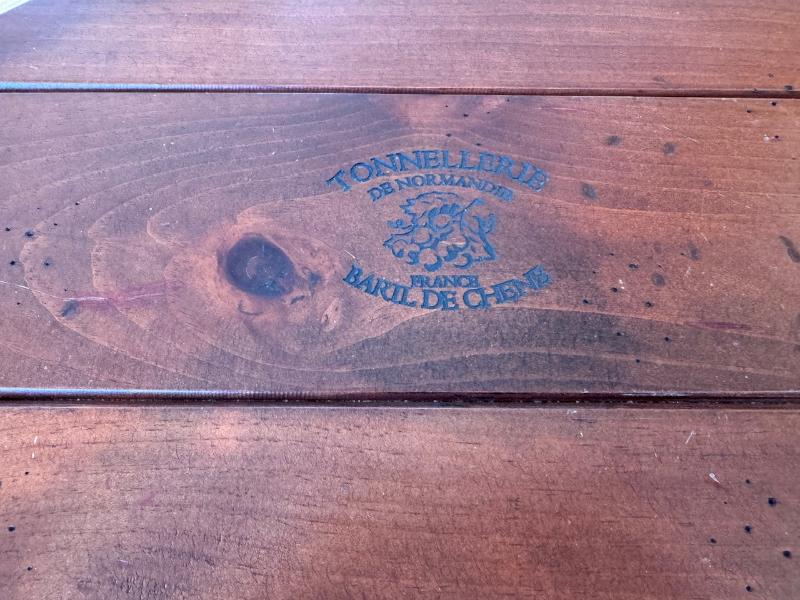 TONNELLERIE
DE NORMANDIE
FRANCE
BARIL DE CHENE